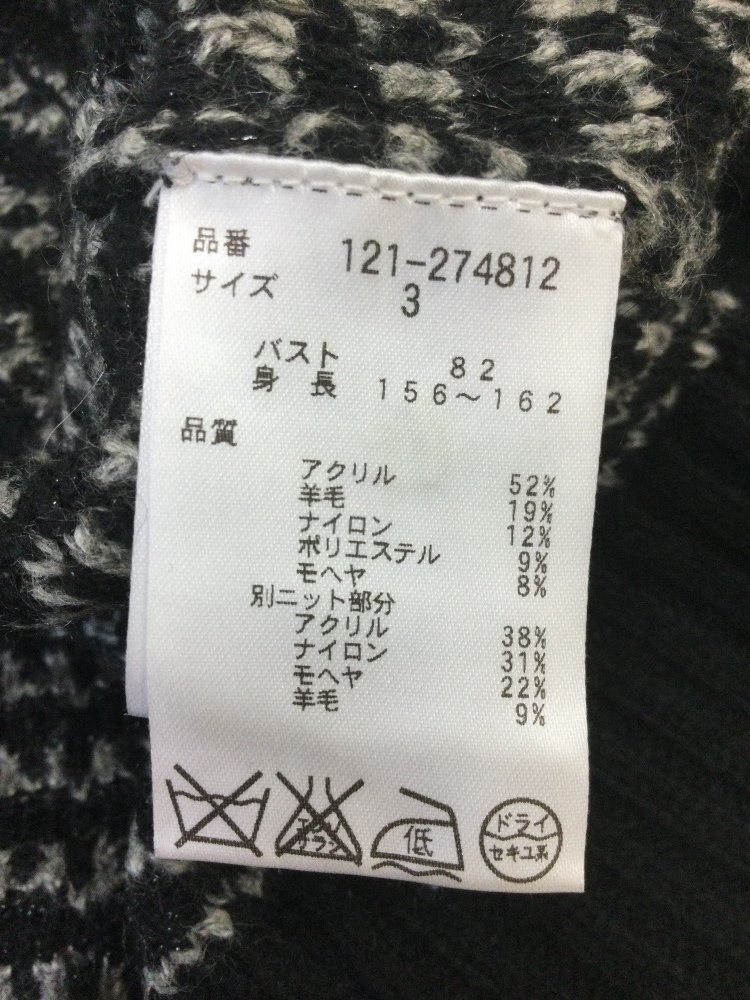 品番 121-274812
サイズ 3
バスト 82
身長 156〜162
品質
アクリル 52%
羊毛 19%
ナイロン 12%
ポリエステル 9%
モヘヤ 8%
別ニット部分
アクリル 38%
ナイロン 31%
モヘヤ 22%
羊毛 9%
エンソ
サラシ
低
ドライ
セキユ系